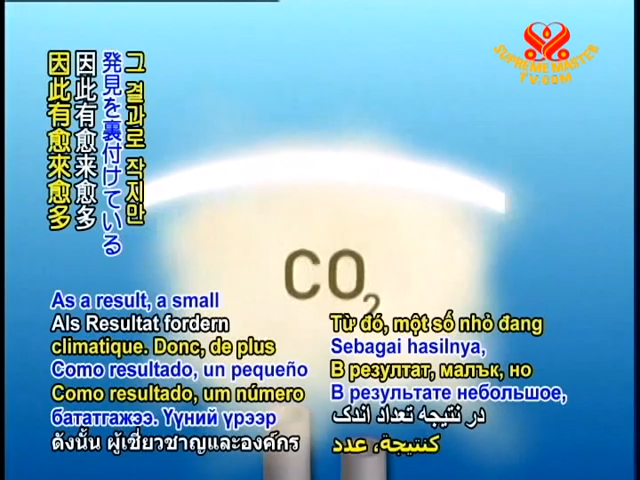 SUPREME MASTER
TV.COM
그 결과로 작지만
発見を裏付けている
因此有愈来愈多
因此有愈來愈多
CO2
As a result, a small
Als Resultat fordern
climatique. Donc, de plus
Como resultado, un pequeño
Como resultado, um número
бататгажээ. Үүний үрээр
ดังนั้น ผู้เชี่ยวชาญและองค์กร
Từ đó, một số nhỏ đang
Sebagai hasilnya,
В резултат, малък, но
В результате небольшое,
در نتیجه تعداد اندک
كنتيجة، عدد